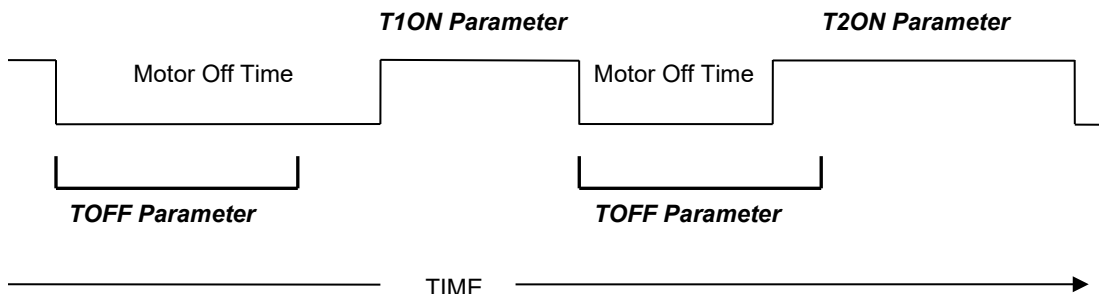 T1ON Parameter
T2ON Parameter
Motor Off Time
Motor Off Time
TOFF Parameter
TOFF Parameter
TIME